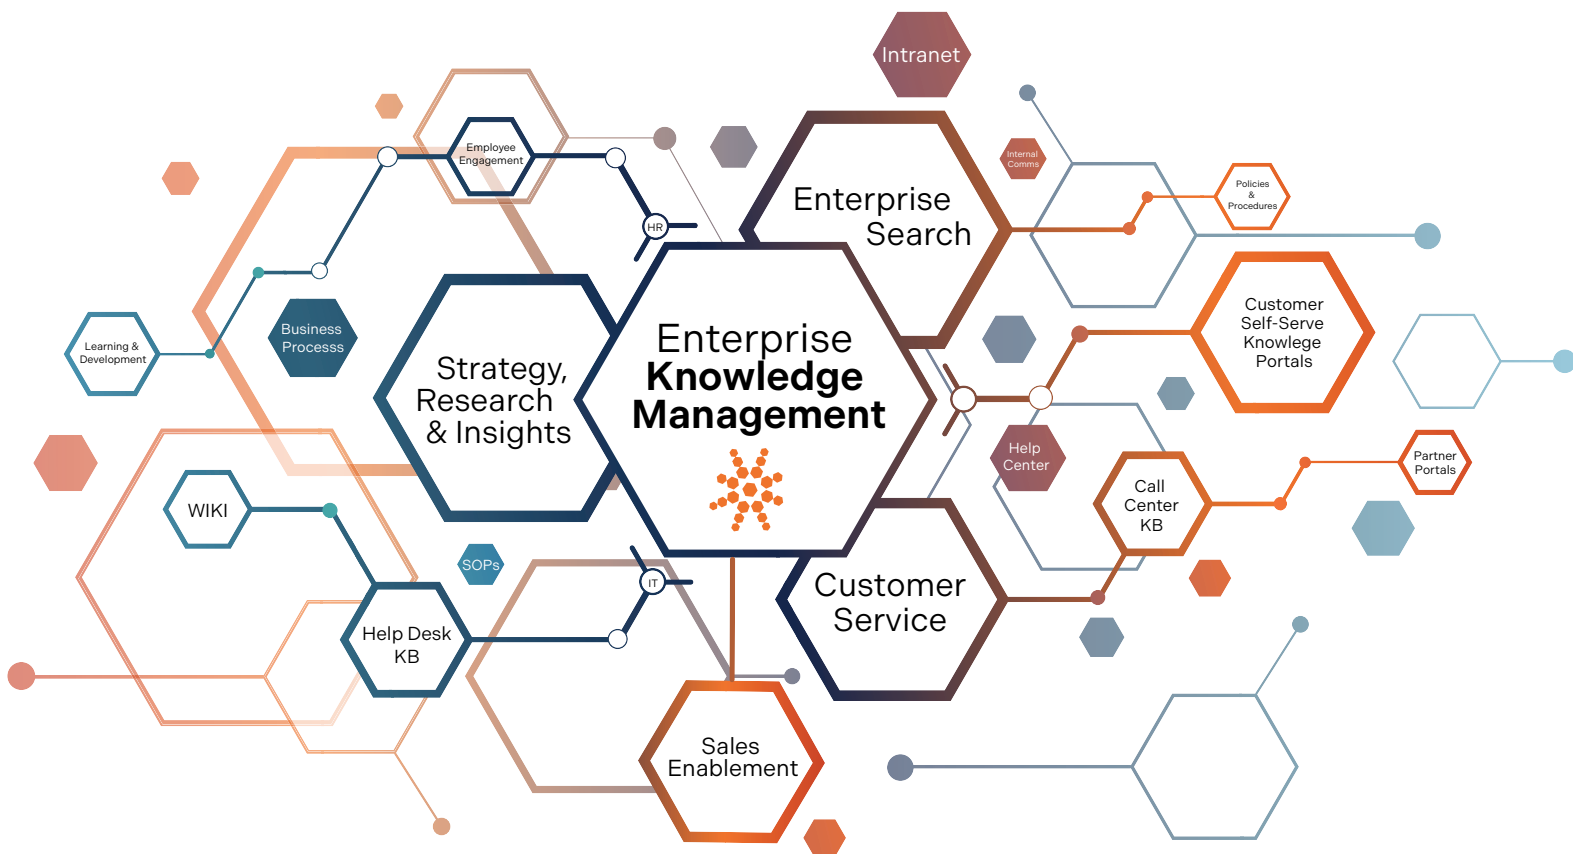 Intranet
Employee
Engagement
Internal
Comms
Policies
&
Procedures
Enterprise
Search
HR
Learning &
Development
Business
Processs
Customer
Self-Serve
Knowlege
Portals
Enterprise
Knowledge
Management
Strategy,
Research
& Insights
Help
Center
Partner
Portals
Call
Center
KB
WIKI
SOPs
IT
Customer
Service
Help Desk
KB
Sales
Enablement